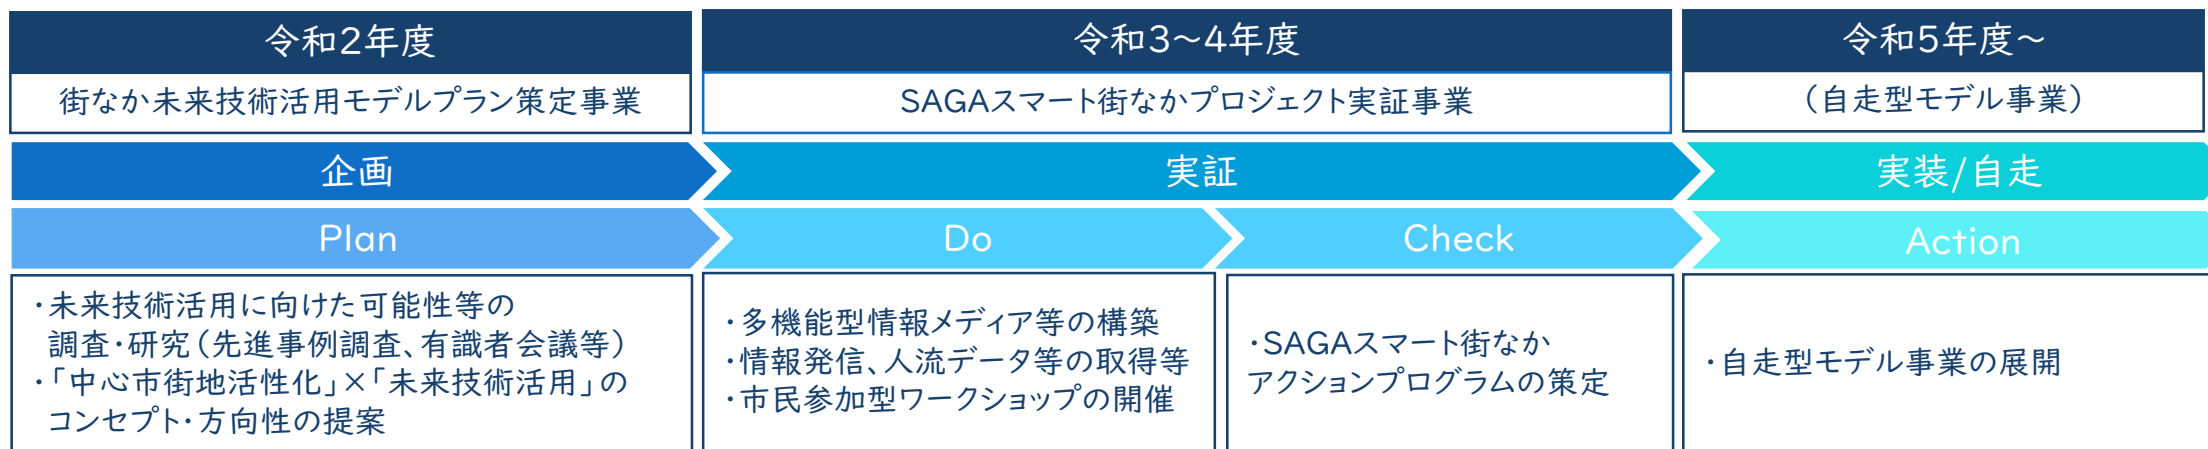 令和2年度
令和3～4年度
令和5年度～
街なか未来技術活用モデルプラン策定事業
SAGAスマート街なかプロジェクト実証事業
（自走型モデル事業）
企画
実証
実装/自走
Plan
Do
Check
Action
・未来技術活用に向けた可能性等の
調査・研究（先進事例調査、有識者会議等）
・「中心市街地活性化」×「未来技術活用」の
コンセプト・方向性の提案
・多機能型情報メディア等の構築
・情報発信、人流データ等の取得等
・市民参加型ワークショップの開催
・SAGAスマート街なか
アクションプログラムの策定
・自走型モデル事業の展開